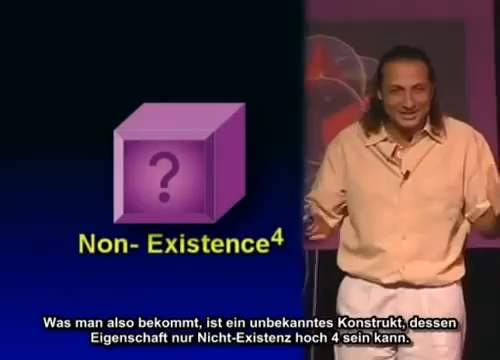 ?
Non- Existence⁴
Was man also bekommt, ist ein unbekanntes Konstrukt, dessen
Eigenschaft nur Nicht-Existenz hoch 4 sein kann.